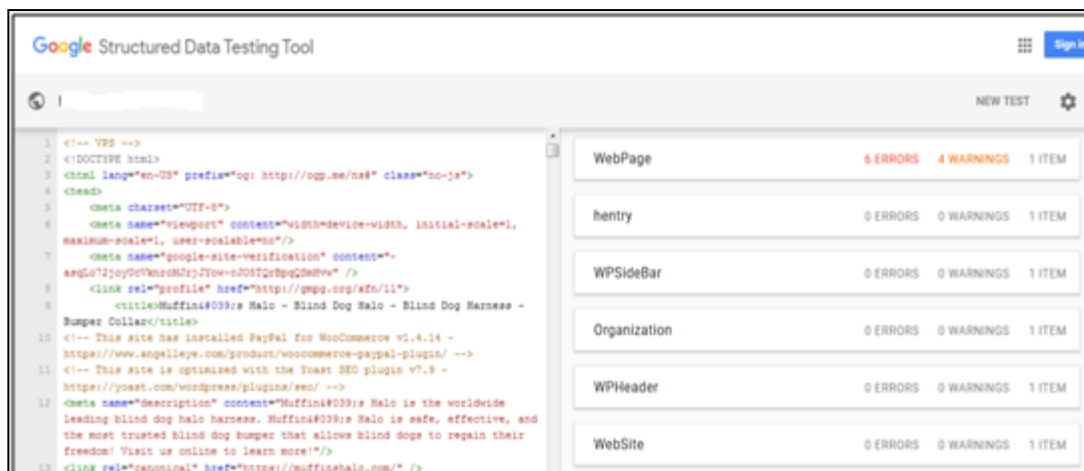 Google Structured Data Testing Tool
Sign in
NEW TEST
1 <!-- VPS -->
2 <!DOCTYPE html>
3 <html lang="en-US" prefix="og: http://ogp.me/ns#" class="no-js">
4 <head>
5 <meta charset="UTF-8">
6 <meta name="viewport" content="width=device-width, initial-scale=1,
maximum-scale=1, user-scalable=no"/>
7 <meta name="google-site-verification" content="-
8 <link rel="profile" href="http://gmpg.org/xfn/11">
9 <title>Muffin&#039;s Halo - Blind Dog Halo - Blind Dog Harness -
Bumper Collar</title>
10 <!-- This site has installed PayPal for WooCommerce v1.4.14 -
https://www.angelleye.com/product/woocommerce-paypal-plugin/ -->
11 <!-- This site is optimized with the Yoast SEO plugin v7.9 -
https://yoast.com/wordpress/plugins/seo/ -->
12 <meta name="description" content="Muffin&#039;s Halo is the worldwide
leading blind dog halo harness. Muffin&#039;s Halo is safe, effective, and
the most trusted blind dog bumper that allows blind dogs to regain their
freedom! Visit us online to learn more!"/>
13 <link rel="canonical" href="https://muffinshalo.com/" />
WebPage 6 ERRORS 4 WARNINGS 1 ITEM
hentry 0 ERRORS 0 WARNINGS 1 ITEM
WPSideBar 0 ERRORS 0 WARNINGS 1 ITEM
Organization 0 ERRORS 0 WARNINGS 1 ITEM
WPHeader 0 ERRORS 0 WARNINGS 1 ITEM
WebSite 0 ERRORS 0 WARNINGS 1 ITEM